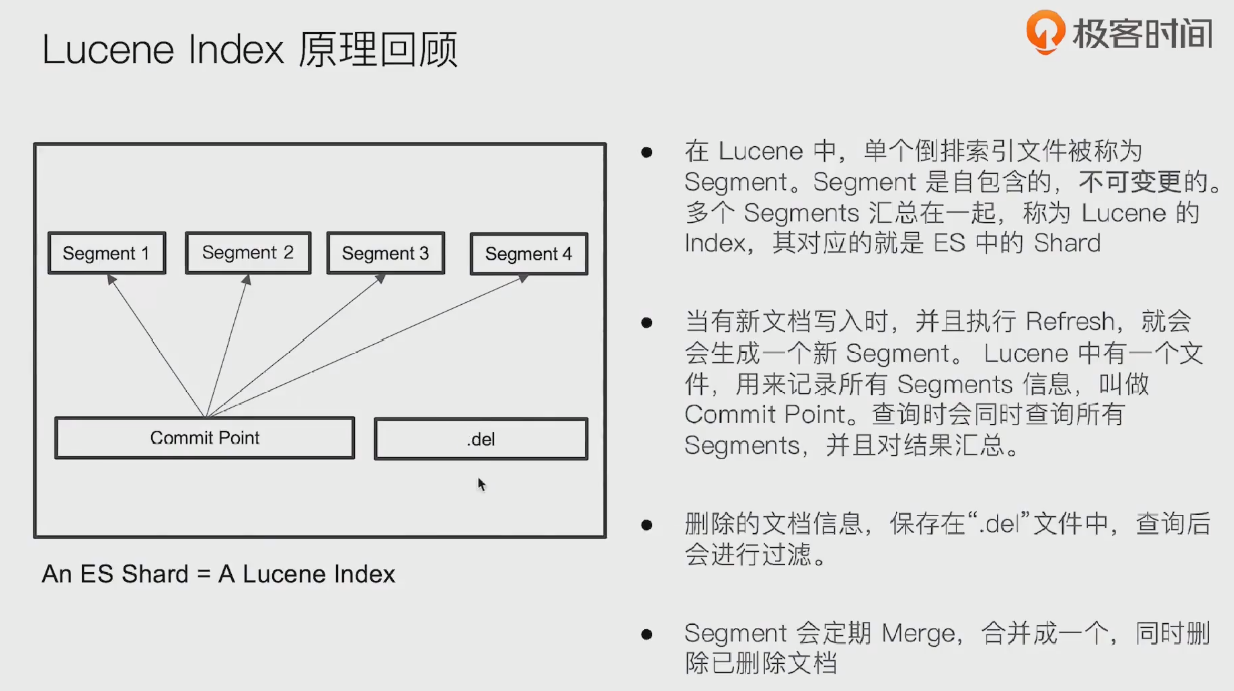 Lucene Index 原理回顾
极客时间
Segment 1
Segment 2
Segment 3
Segment 4
Commit Point
.del
An ES Shard = A Lucene Index
在 Lucene 中，单个倒排索引文件被称为
Segment。Segment 是自包含的，不可变更的。
多个 Segments 汇总在一起，称为 Lucene 的
Index，其对应的就是 ES 中的 Shard
当有新文档写入时，并且执行 Refresh，就会
会生成一个新 Segment。 Lucene 中有一个文
件，用来记录所有 Segments 信息，叫做
Commit Point。查询时会同时查询所有
Segments，并且对结果汇总。
删除的文档信息，保存在“.del”文件中，查询后
会进行过滤。
Segment 会定期 Merge，合并成一个，同时删
除已删除文档